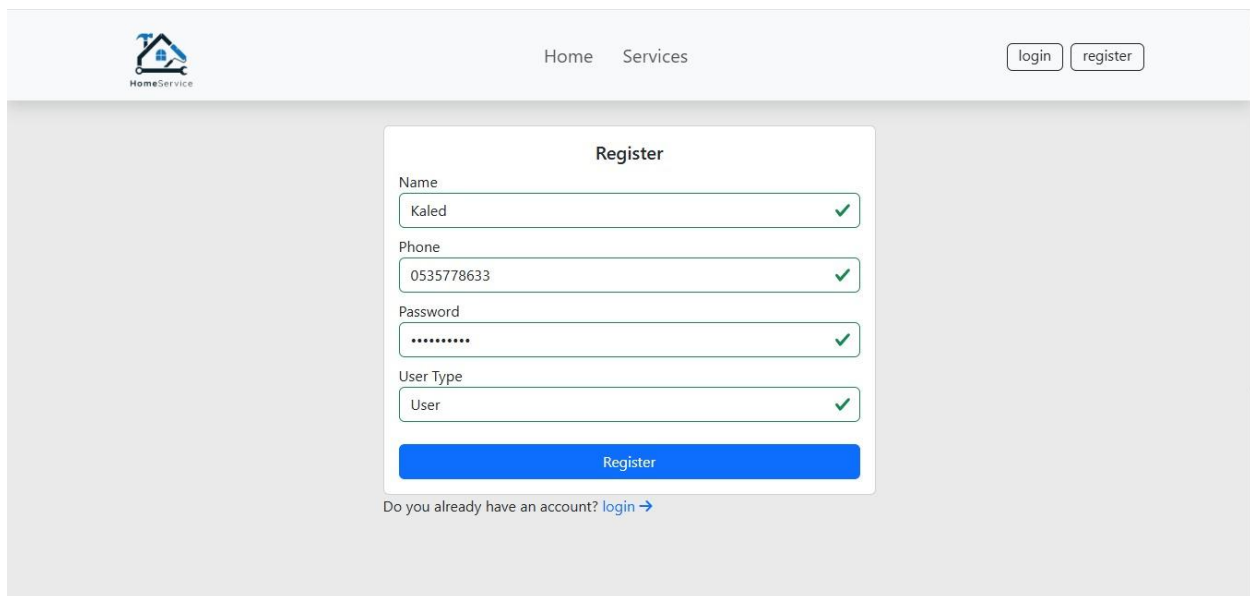 HomeService
Home Services
login register
Register
Name
Kaled
Phone
0535778633
Password
••••••••••
User Type
User
Register
Do you already have an account? login →